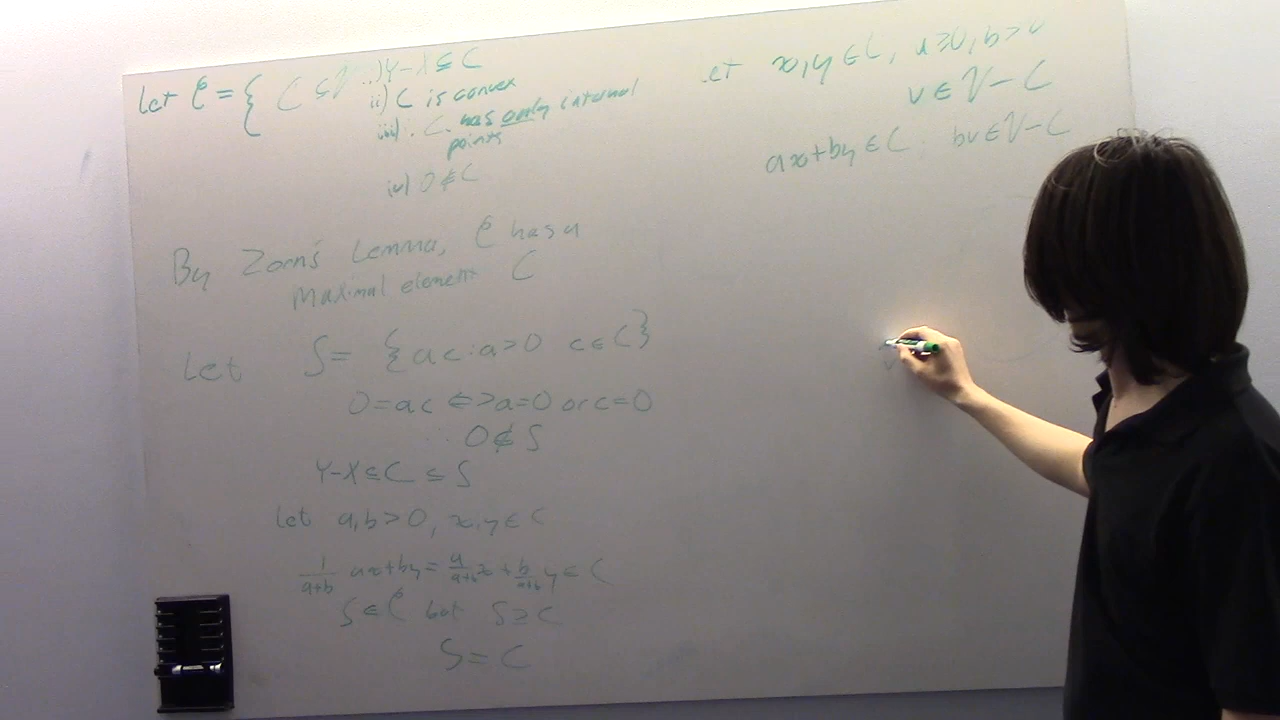 Let 𝒞 = { C ⊆ V i) Y-X ⊆ C
ii) C is convex
iii) C has only internal
points
iv) 0 ∉ C
By Zorn's Lemma, 𝒞 has a
Maximal element C
Let S = {ac : a>0 c∈C}
0=ac <=> a=0 or c=0
∴ 0 ∉ S
Y-X ⊆ C ⊆ S
Let a,b>0, x,y ∈ C
1/(a+b) ax+by = a/(a+b) x + b/(a+b) y ∈ C
S ∈ 𝒞 but S ⊇ C
S = C
Let x,y ∈ C, a≥0, b>0
v ∈ V-C
ax+by ∈ C bv ∈ V-C